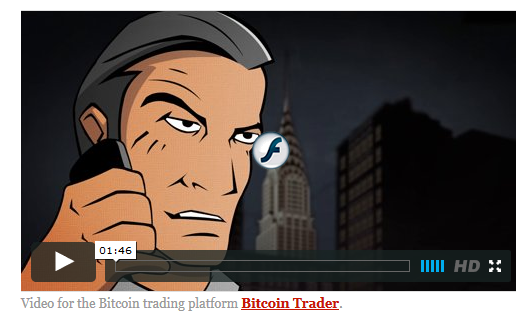 01:46
HD
Video for the Bitcoin trading platform Bitcoin Trader.